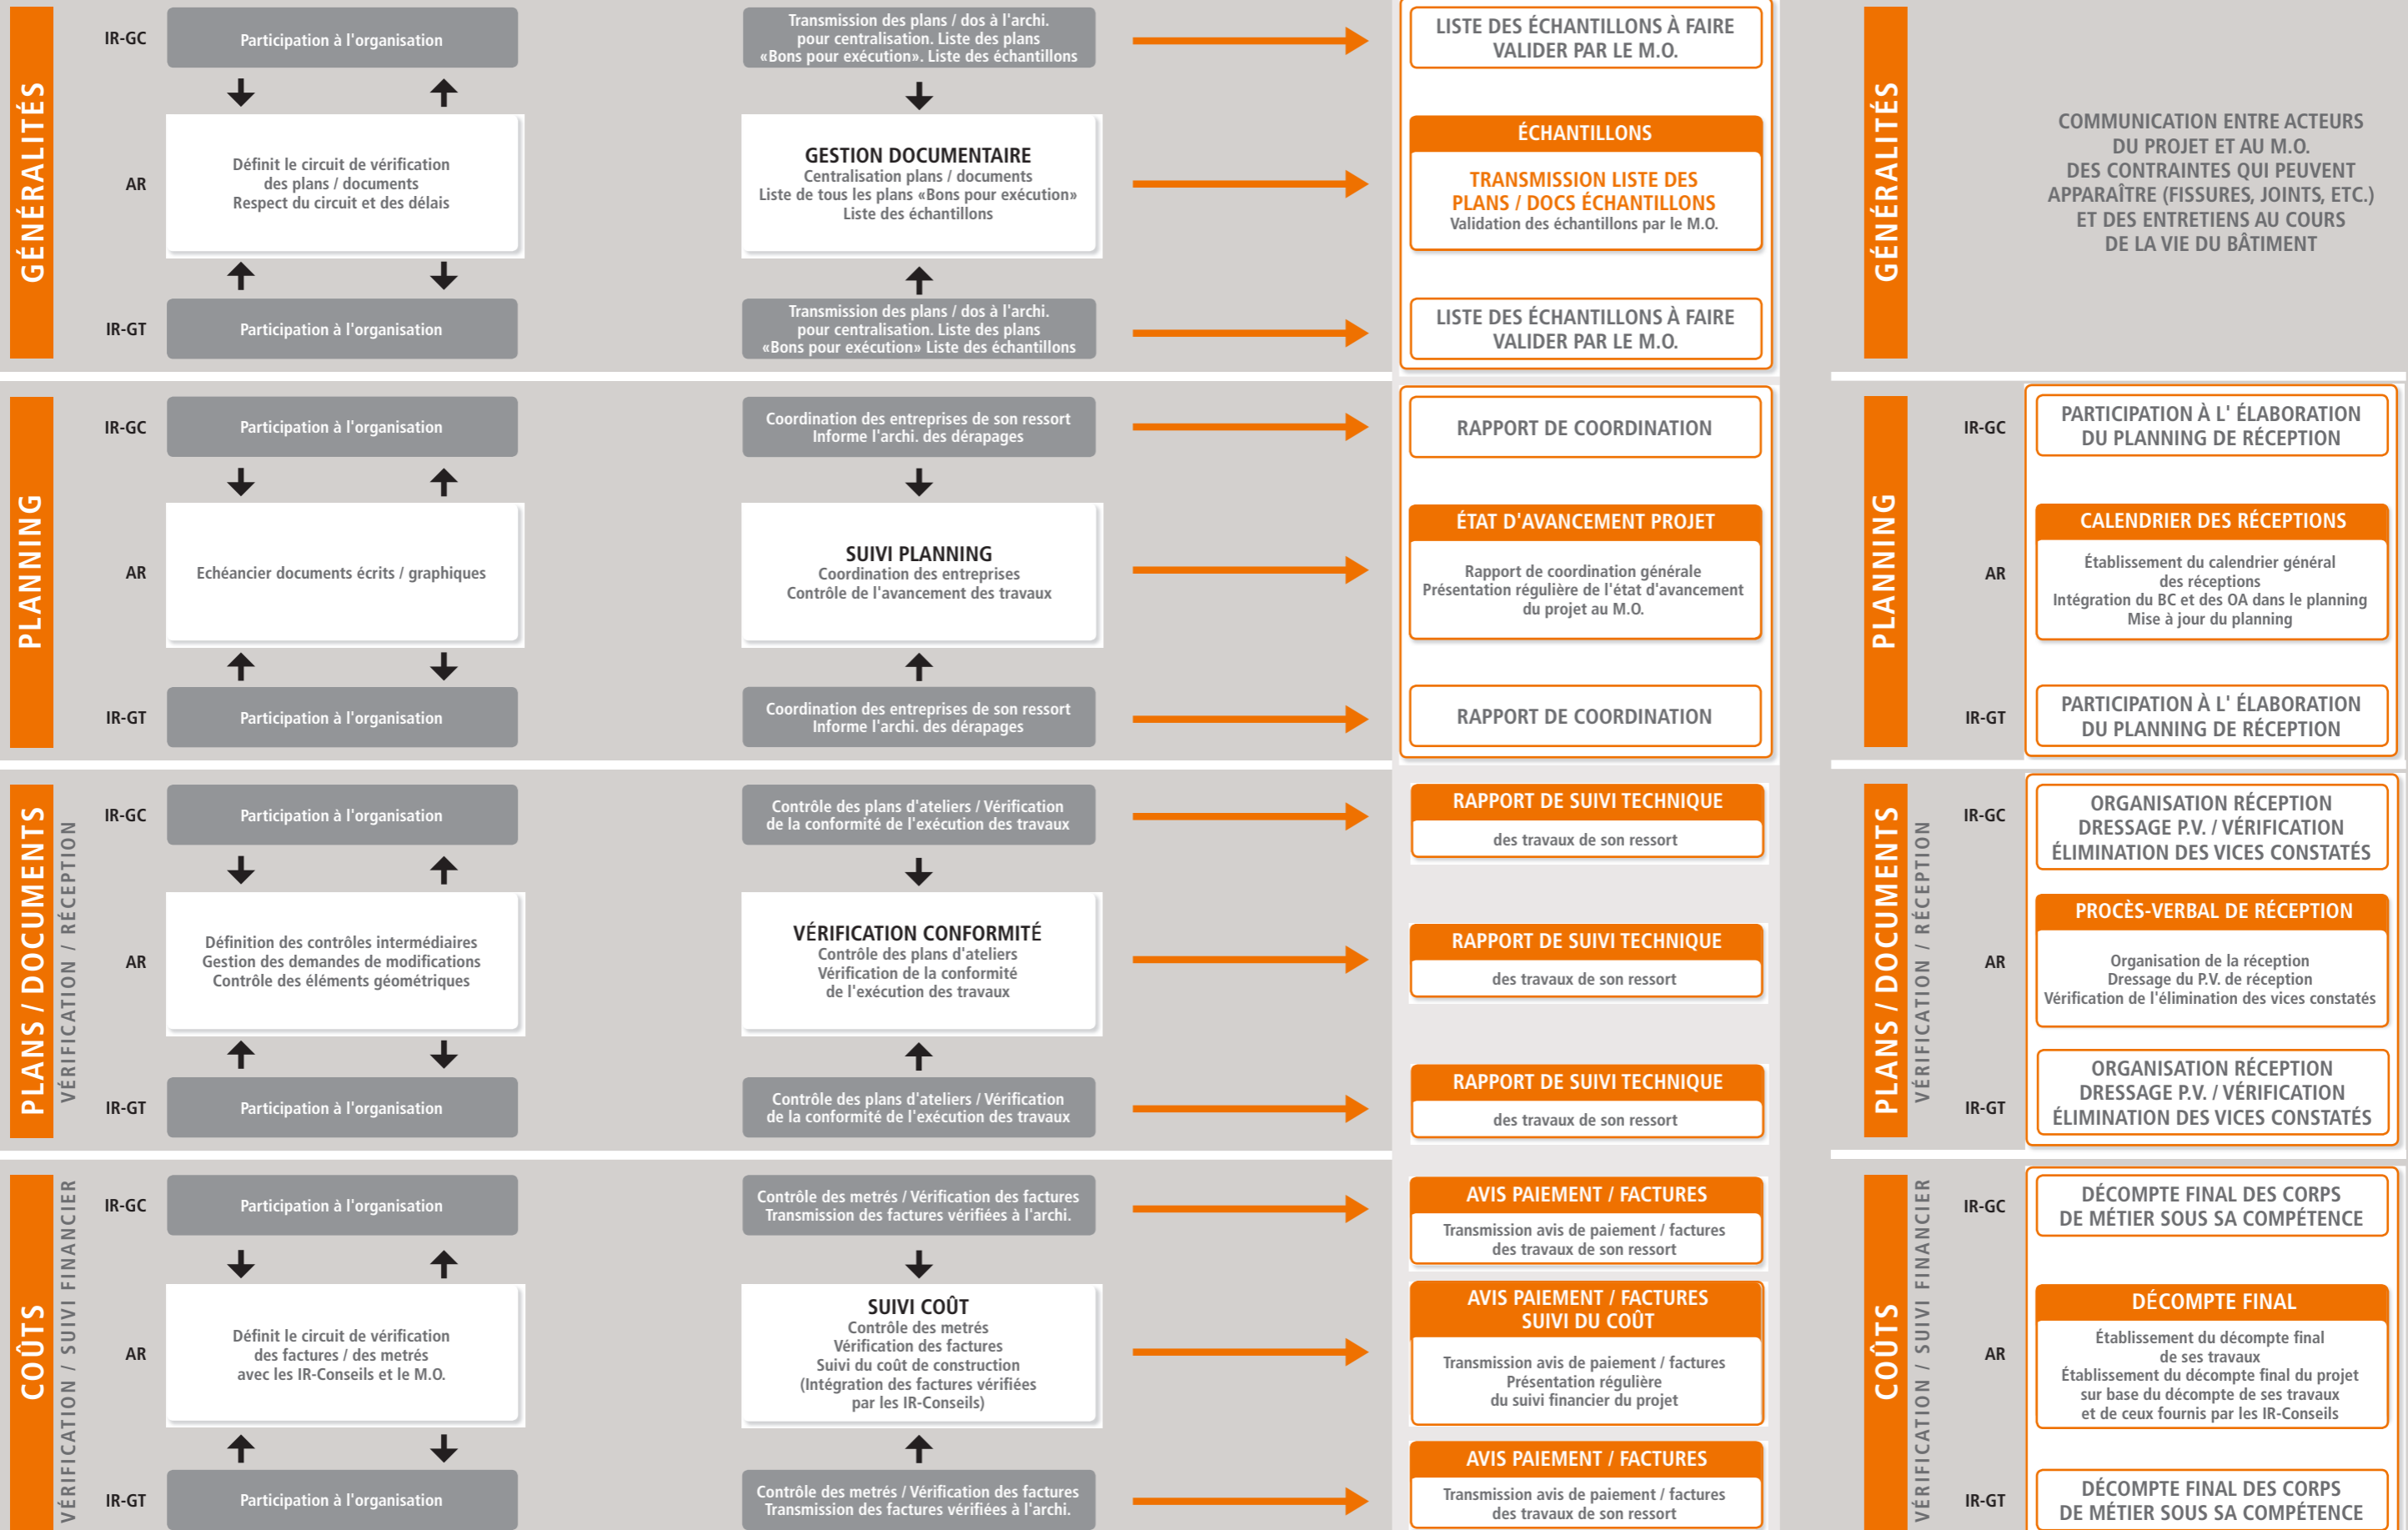 GÉNÉRALITÉS
IR-GC
Participation à l'organisation
Transmission des plans / dos à l'archi.
pour centralisation. Liste des plans
«Bons pour exécution». Liste des échantillons
LISTE DES ÉCHANTILLONS À FAIRE
VALIDER PAR LE M.O.
AR
Définit le circuit de vérification
des plans / documents
Respect du circuit et des délais
GESTION DOCUMENTAIRE
Centralisation plans / documents
Liste de tous les plans «Bons pour exécution»
Liste des échantillons
ÉCHANTILLONS
TRANSMISSION LISTE DES
PLANS / DOCS ÉCHANTILLONS
Validation des échantillons par le M.O.
IR-GT
Participation à l'organisation
Transmission des plans / dos à l'archi.
pour centralisation. Liste des plans
«Bons pour exécution» Liste des échantillons
LISTE DES ÉCHANTILLONS À FAIRE
VALIDER PAR LE M.O.
GÉNÉRALITÉS
COMMUNICATION ENTRE ACTEURS
DU PROJET ET AU M.O.
DES CONTRAINTES QUI PEUVENT
APPARAÎTRE (FISSURES, JOINTS, ETC.)
ET DES ENTRETIENS AU COURS
DE LA VIE DU BÂTIMENT
PLANNING
IR-GC
Participation à l'organisation
Coordination des entreprises de son ressort
Informe l'archi. des dérapages
RAPPORT DE COORDINATION
AR
Echéancier documents écrits / graphiques
SUIVI PLANNING
Coordination des entreprises
Contrôle de l'avancement des travaux
ÉTAT D'AVANCEMENT PROJET
Rapport de coordination générale
Présentation régulière de l'état d'avancement
du projet au M.O.
IR-GT
Participation à l'organisation
Coordination des entreprises de son ressort
Informe l'archi. des dérapages
RAPPORT DE COORDINATION
PLANNING
IR-GC
PARTICIPATION À L' ÉLABORATION
DU PLANNING DE RÉCEPTION
AR
CALENDRIER DES RÉCEPTIONS
Établissement du calendrier général
des réceptions
Intégration du BC et des OA dans le planning
Mise à jour du planning
IR-GT
PARTICIPATION À L' ÉLABORATION
DU PLANNING DE RÉCEPTION
PLANS / DOCUMENTS
VÉRIFICATION / RÉCEPTION
IR-GC
Participation à l'organisation
Contrôle des plans d'ateliers / Vérification
de la conformité de l'exécution des travaux
RAPPORT DE SUIVI TECHNIQUE
des travaux de son ressort
AR
Définition des contrôles intermédiaires
Gestion des demandes de modifications
Contrôle des éléments géométriques
VÉRIFICATION CONFORMITÉ
Contrôle des plans d'ateliers
Vérification de la conformité
de l'exécution des travaux
RAPPORT DE SUIVI TECHNIQUE
des travaux de son ressort
IR-GT
Participation à l'organisation
Contrôle des plans d'ateliers / Vérification
de la conformité de l'exécution des travaux
RAPPORT DE SUIVI TECHNIQUE
des travaux de son ressort
PLANS / DOCUMENTS
VÉRIFICATION / RÉCEPTION
IR-GC
ORGANISATION RÉCEPTION
DRESSAGE P.V. / VÉRIFICATION
ÉLIMINATION DES VICES CONSTATÉS
AR
PROCÈS-VERBAL DE RÉCEPTION
Organisation de la réception
Dressage du P.V. de réception
Vérification de l'élimination des vices constatés
IR-GT
ORGANISATION RÉCEPTION
DRESSAGE P.V. / VÉRIFICATION
ÉLIMINATION DES VICES CONSTATÉS
COÛTS
VÉRIFICATION / SUIVI FINANCIER
IR-GC
Participation à l'organisation
Contrôle des metrés / Vérification des factures
Transmission des factures vérifiées à l'archi.
AVIS PAIEMENT / FACTURES
Transmission avis de paiement / factures
des travaux de son ressort
AR
Définit le circuit de vérification
des factures / des metrés
avec les IR-Conseils et le M.O.
SUIVI COÛT
Contrôle des metrés
Vérification des factures
Suivi du coût de construction
(Intégration des factures vérifiées
par les IR-Conseils)
AVIS PAIEMENT / FACTURES
SUIVI DU COÛT
Transmission avis de paiement / factures
Présentation régulière
du suivi financier du projet
IR-GT
Participation à l'organisation
Contrôle des metrés / Vérification des factures
Transmission des factures vérifiées à l'archi.
AVIS PAIEMENT / FACTURES
Transmission avis de paiement / factures
des travaux de son ressort
COÛTS
VÉRIFICATION / SUIVI FINANCIER
IR-GC
DÉCOMPTE FINAL DES CORPS
DE MÉTIER SOUS SA COMPÉTENCE
AR
DÉCOMPTE FINAL
Établissement du décompte final
de ses travaux
Établissement du décompte final du projet
sur base du décompte de ses travaux
et de ceux fournis par les IR-Conseils
IR-GT
DÉCOMPTE FINAL DES CORPS
DE MÉTIER SOUS SA COMPÉTENCE